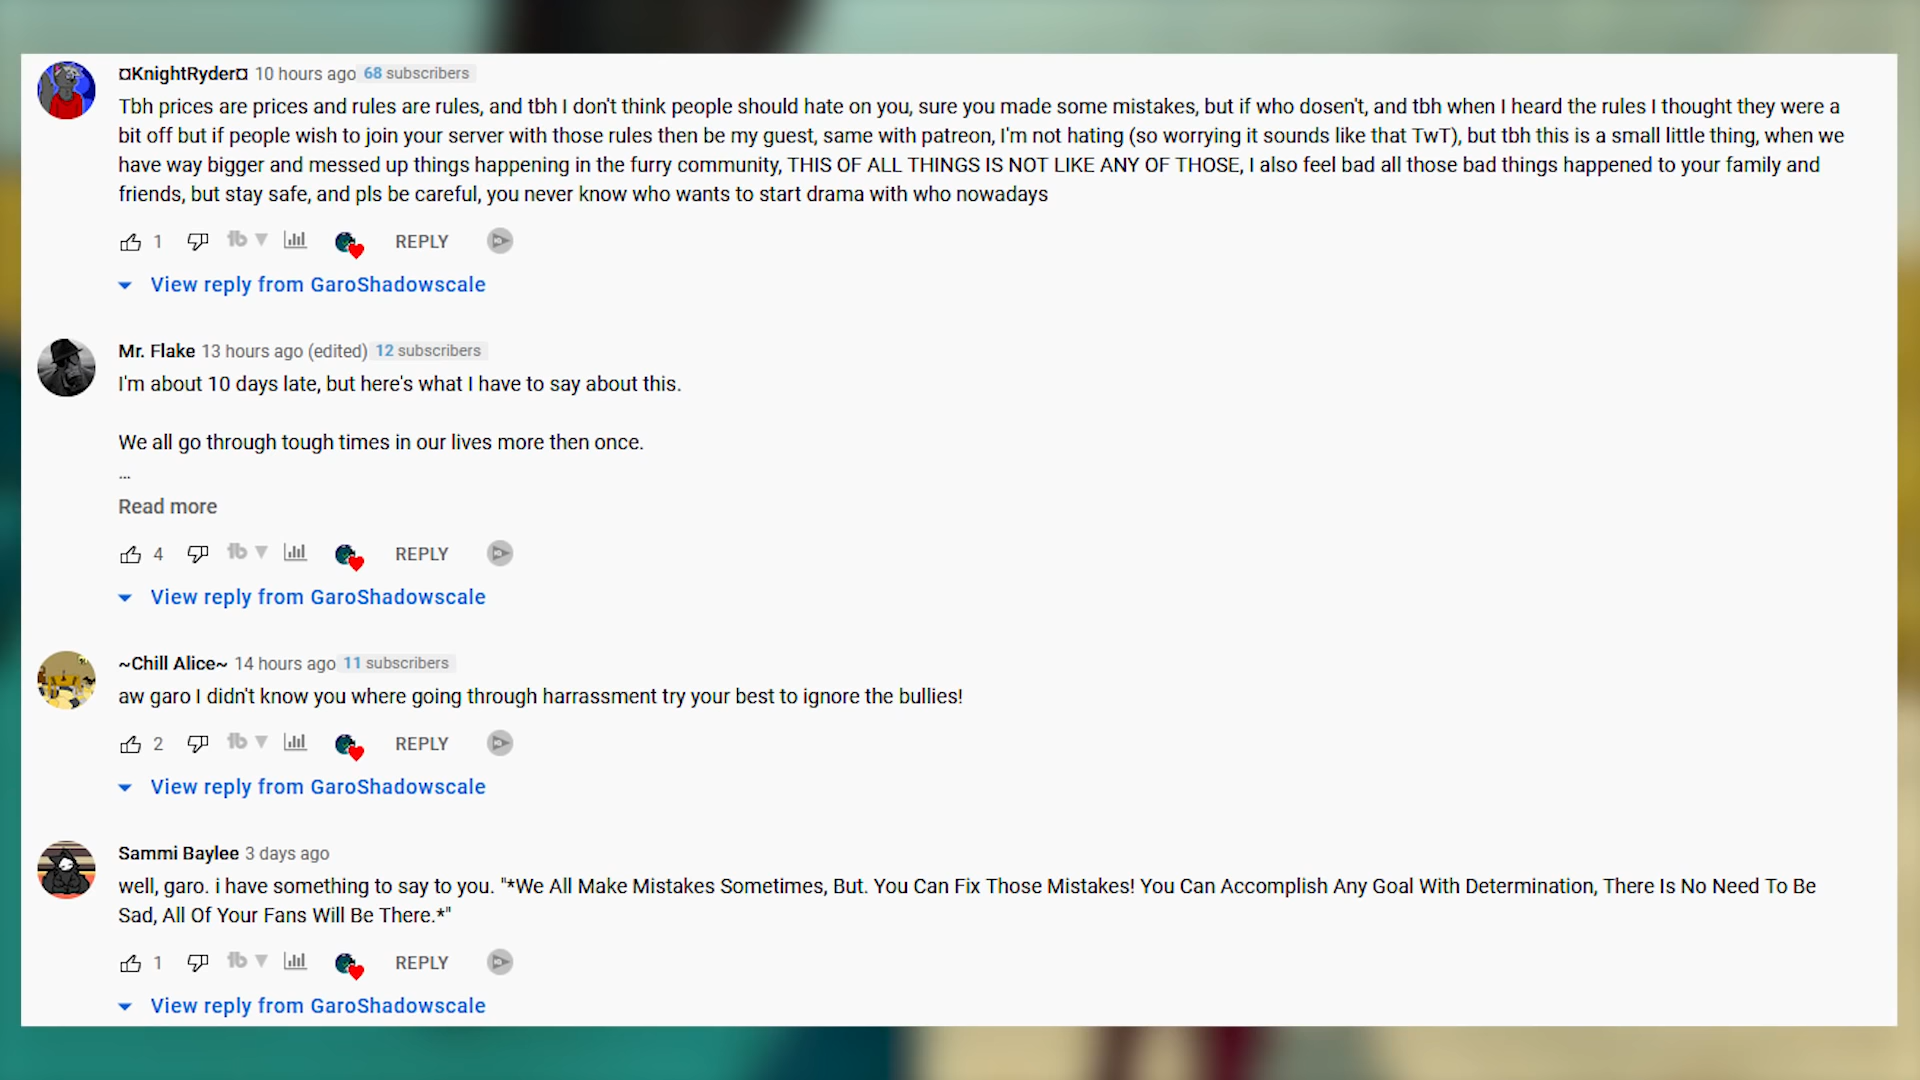 ¤KnightRyder¤ 10 hours ago 68 subscribers
Tbh prices are prices and rules are rules, and tbh I don't think people should hate on you, sure you made some mistakes, but if who dosen't, and tbh when I heard the rules I thought they were a
bit off but if people wish to join your server with those rules then be my guest, same with patreon, I'm not hating (so worrying it sounds like that TwT), but tbh this is a small little thing, when we
have way bigger and messed up things happening in the furry community, THIS OF ALL THINGS IS NOT LIKE ANY OF THOSE, I also feel bad all those bad things happened to your family and
friends, but stay safe, and pls be careful, you never know who wants to start drama with who nowadays
1 REPLY
View reply from GaroShadowscale
Mr. Flake 13 hours ago (edited) 12 subscribers
I'm about 10 days late, but here's what I have to say about this.
We all go through tough times in our lives more then once.
...
Read more
4 REPLY
View reply from GaroShadowscale
~Chill Alice~ 14 hours ago 11 subscribers
aw garo I didn't know you where going through harrassment try your best to ignore the bullies!
2 REPLY
View reply from GaroShadowscale
Sammi Baylee 3 days ago
well, garo. i have something to say to you. "*We All Make Mistakes Sometimes, But. You Can Fix Those Mistakes! You Can Accomplish Any Goal With Determination, There Is No Need To Be
Sad, All Of Your Fans Will Be There.*"
1 REPLY
View reply from GaroShadowscale